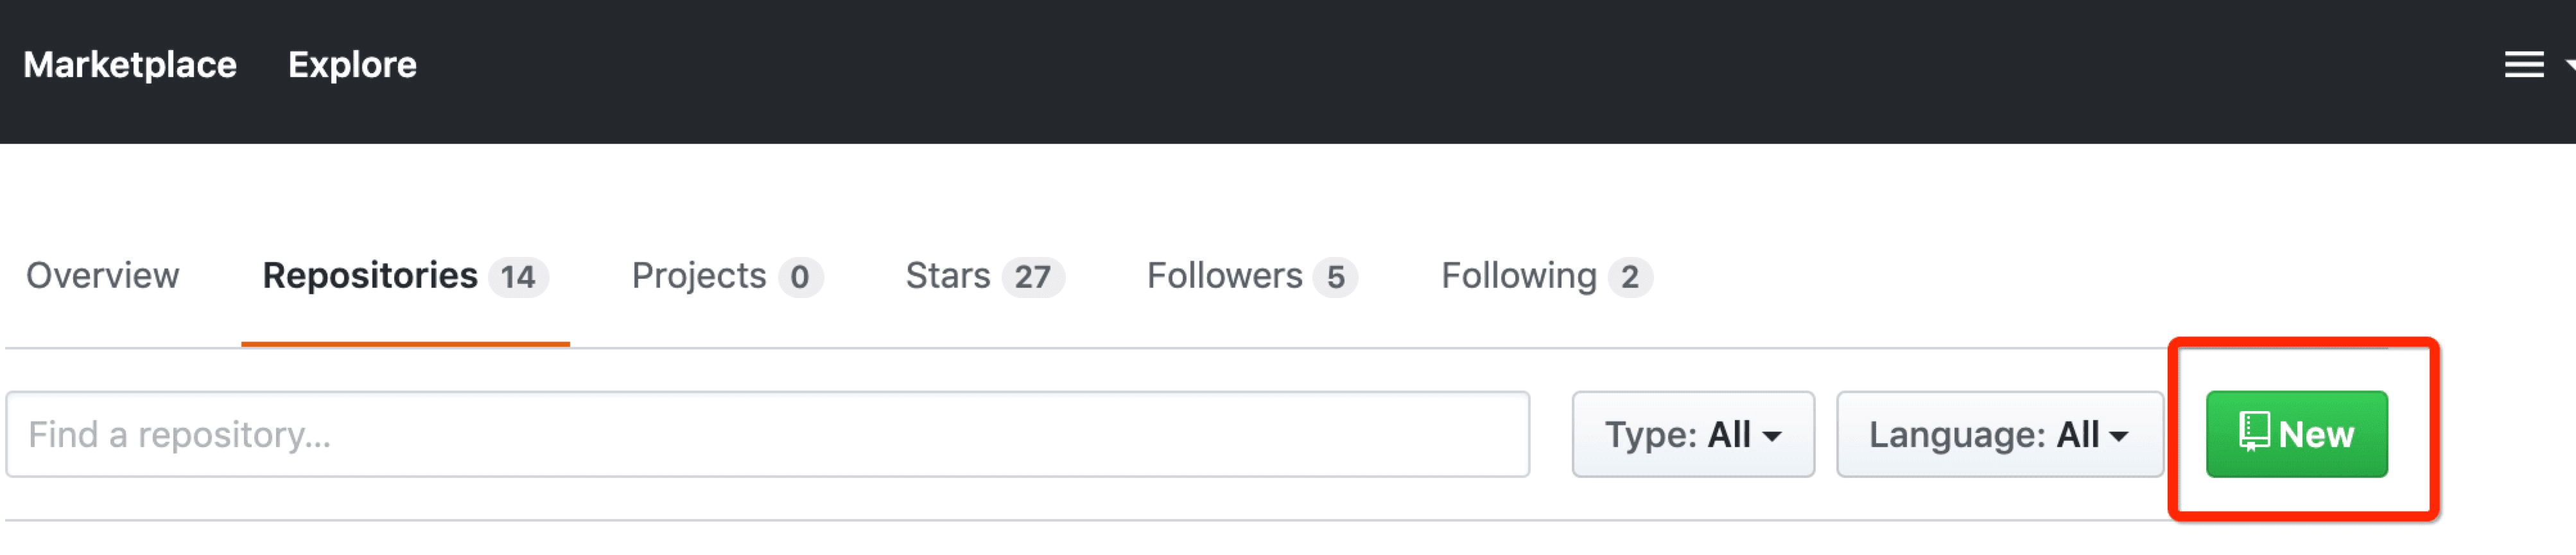 Marketplace Explore
Overview Repositories 14 Projects 0 Stars 27 Followers 5 Following 2
Find a repository... Type: All Language: All New